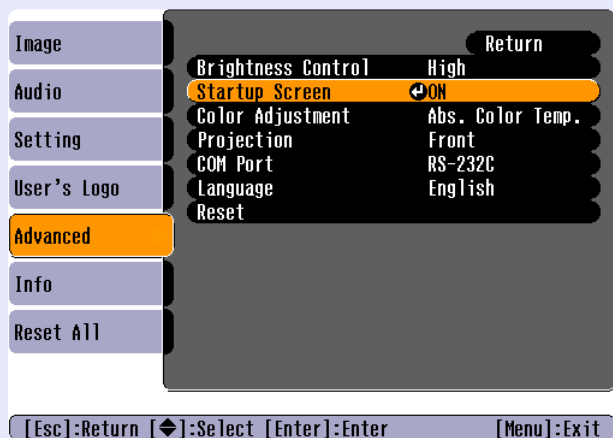 Image
Audio
Setting
User's Logo
Advanced
Info
Reset All
Return
Brightness Control High
Startup Screen ON
Color Adjustment Abs. Color Temp.
Projection Front
COM Port RS-232C
Language English
Reset
[Esc]:Return [◆]:Select [Enter]:Enter [Menu]:Exit